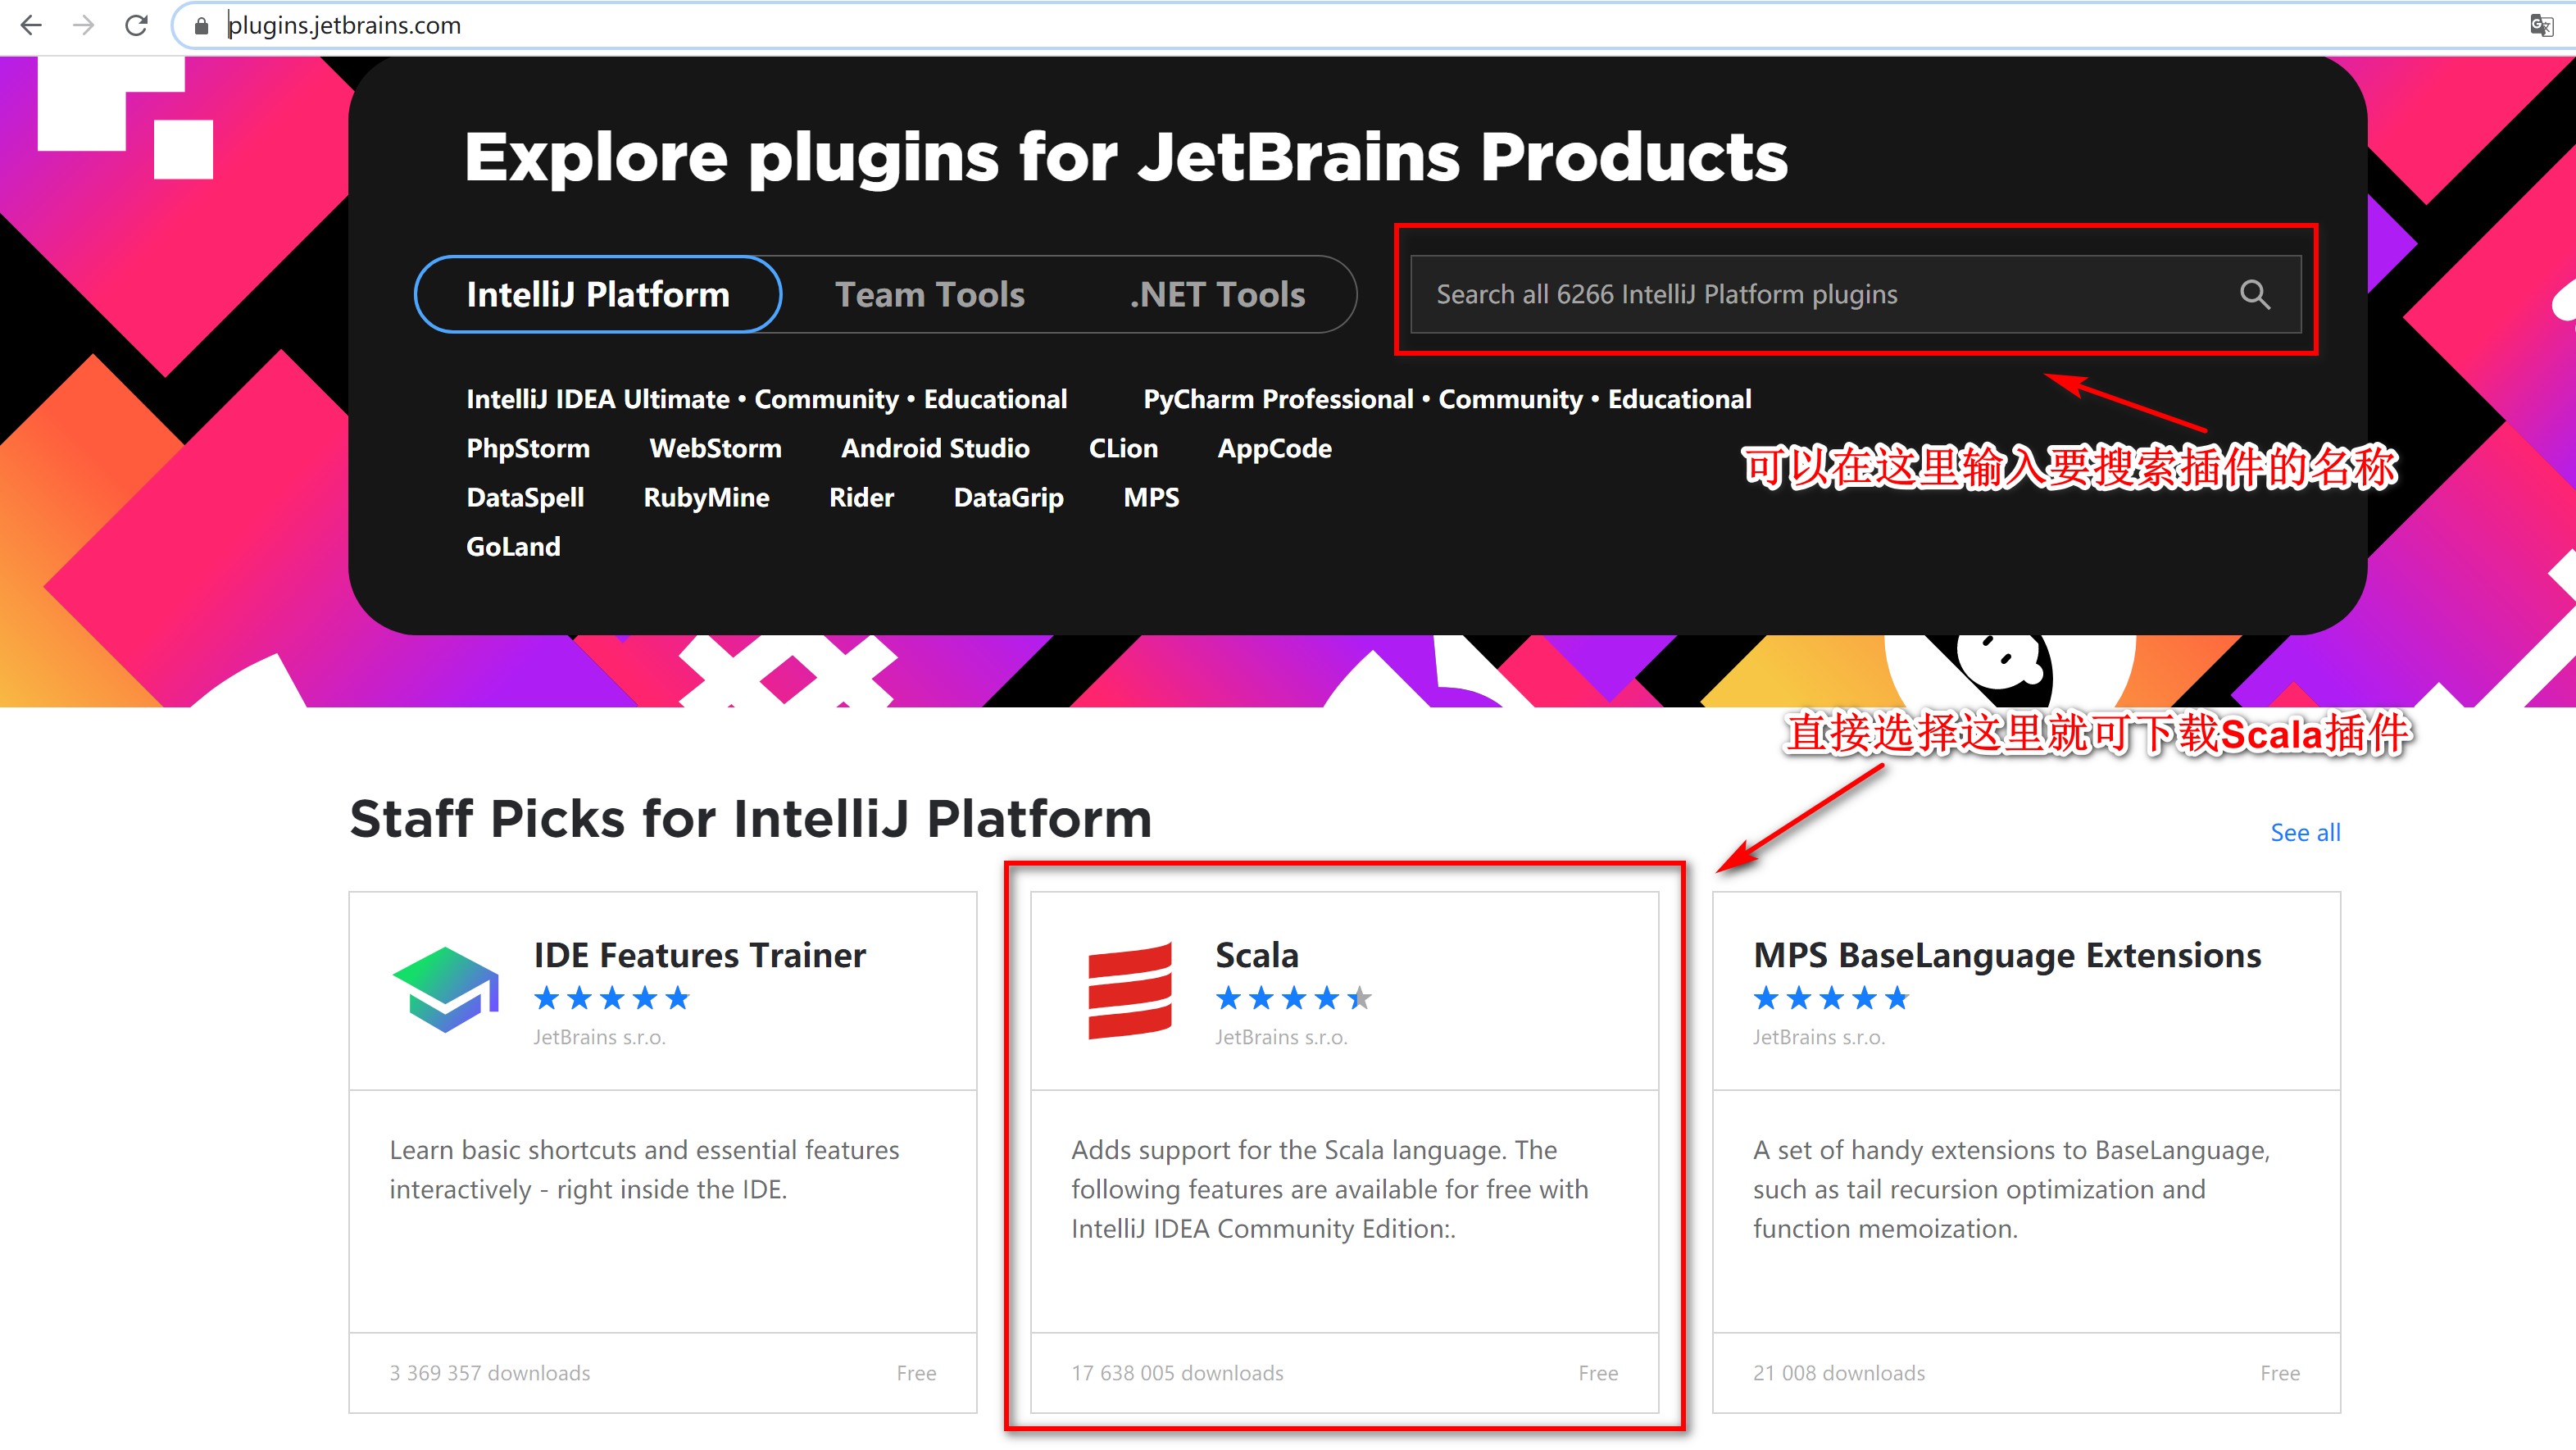 plugins.jetbrains.com
Explore plugins for JetBrains Products
IntelliJ Platform Team Tools .NET Tools
Search all 6266 IntelliJ Platform plugins
IntelliJ IDEA Ultimate • Community • Educational PyCharm Professional • Community • Educational
PhpStorm WebStorm Android Studio CLion AppCode
可以在这里输入要搜索插件的名称
DataSpell RubyMine Rider DataGrip MPS
GoLand
直接选择这里就可下载Scala插件
Staff Picks for IntelliJ Platform
See all
IDE Features Trainer
JetBrains s.r.o.
Learn basic shortcuts and essential features
interactively - right inside the IDE.
3 369 357 downloads Free
Scala
JetBrains s.r.o.
Adds support for the Scala language. The
following features are available for free with
IntelliJ IDEA Community Edition:.
17 638 005 downloads Free
MPS BaseLanguage Extensions
JetBrains s.r.o.
A set of handy extensions to BaseLanguage,
such as tail recursion optimization and
function memoization.
21 008 downloads Free